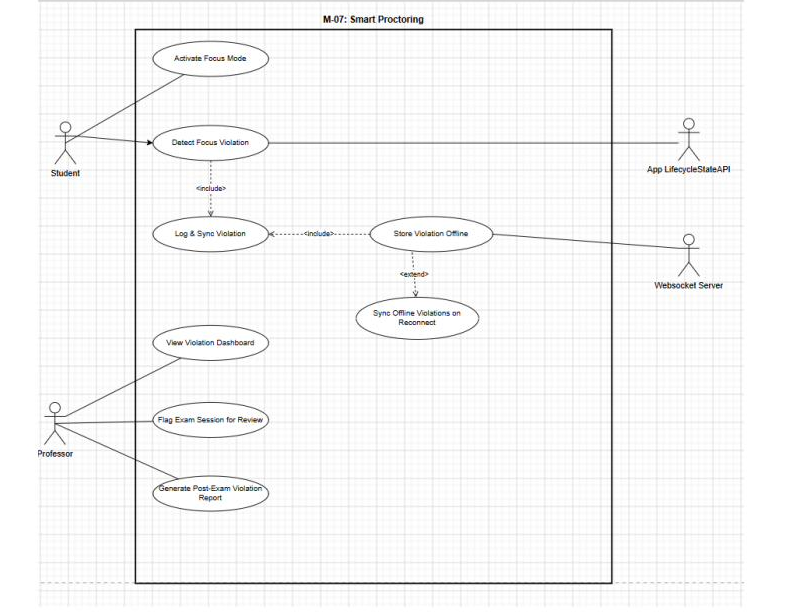 M-07: Smart Proctoring
Activate Focus Mode
Detect Focus Violation
Student
App LifecycleStateAPI
<include>
Log & Sync Violation
<include>
Store Violation Offline
Websocket Server
<extend>
Sync Offline Violations on
Reconnect
View Violation Dashboard
Flag Exam Session for Review
Professor
Generate Post-Exam Violation
Report